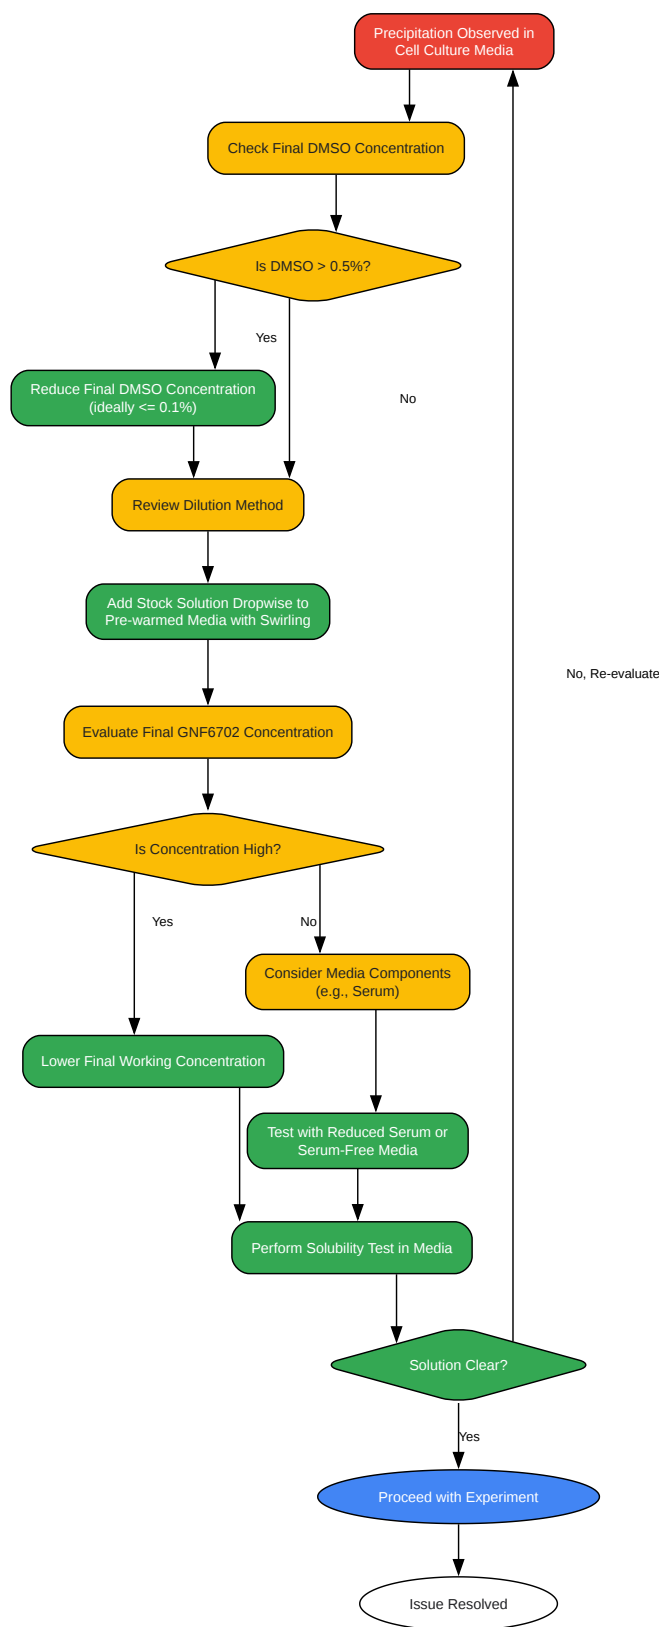 Precipitation Observed in
Cell Culture Media
Check Final DMSO Concentration
Is DMSO > 0.5%?
Yes
Reduce Final DMSO Concentration
(ideally <= 0.1%)
No
Review Dilution Method
Add Stock Solution Dropwise to
Pre-warmed Media with Swirling
No, Re-evaluate
Evaluate Final GNF6702 Concentration
Is Concentration High?
Yes
No
Consider Media Components
(e.g., Serum)
Lower Final Working Concentration
Test with Reduced Serum or
Serum-Free Media
Perform Solubility Test in Media
Solution Clear?
Yes
Proceed with Experiment
Issue Resolved